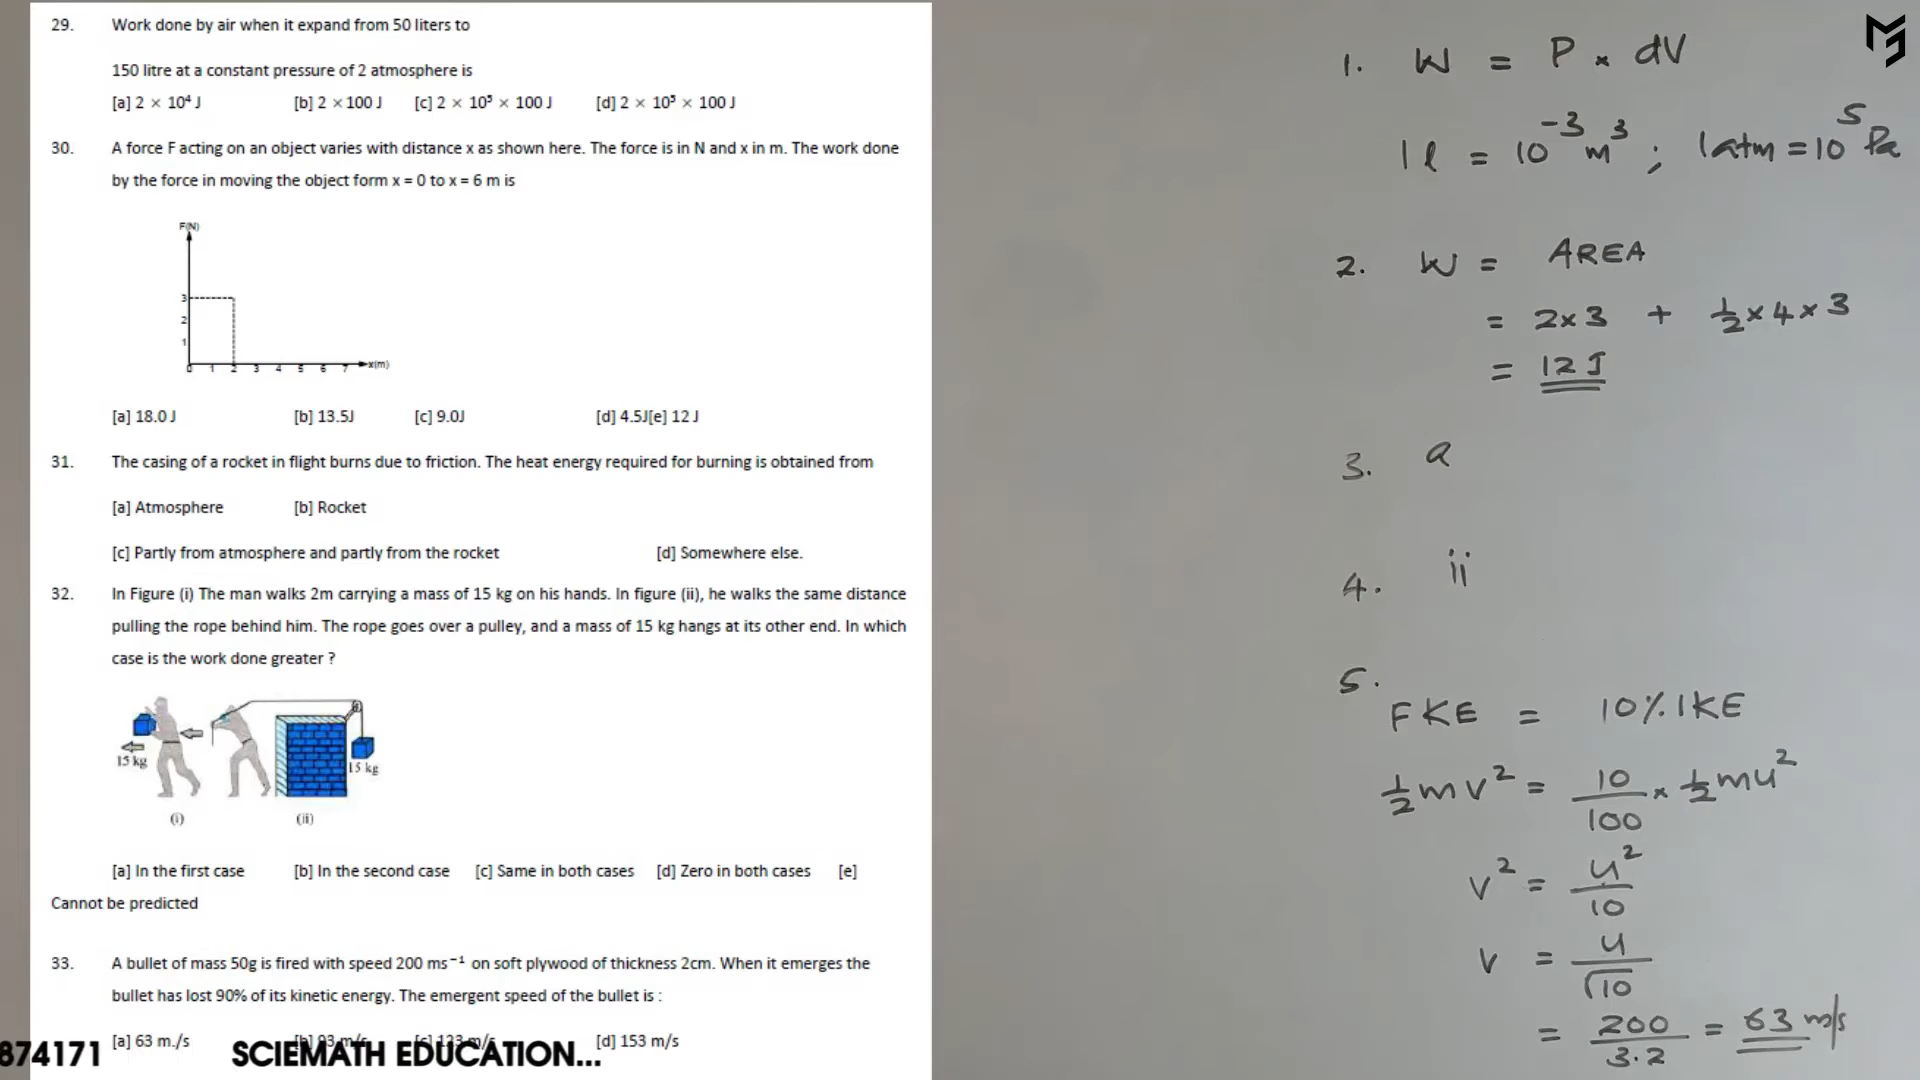 29. Work done by air when it expand from 50 liters to
150 litre at a constant pressure of 2 atmosphere is
[a] 2 × 10⁴ J [b] 2 ×100 J [c] 2 × 10⁵ × 100 J [d] 2 × 10⁵ × 100 J
30. A force F acting on an object varies with distance x as shown here. The force is in N and x in m. The work done
by the force in moving the object form x = 0 to x = 6 m is
F(N)
3
2
1
0 1 2 3 4 5 6 7 x(m)
[a] 18.0 J [b] 13.5J [c] 9.0J [d] 4.5J[e] 12 J
31. The casing of a rocket in flight burns due to friction. The heat energy required for burning is obtained from
[a] Atmosphere [b] Rocket
[c] Partly from atmosphere and partly from the rocket [d] Somewhere else.
32. In Figure (i) The man walks 2m carrying a mass of 15 kg on his hands. In figure (ii), he walks the same distance
pulling the rope behind him. The rope goes over a pulley, and a mass of 15 kg hangs at its other end. In which
case is the work done greater ?
15 kg
15 kg
(i) (ii)
[a] In the first case [b] In the second case [c] Same in both cases [d] Zero in both cases [e]
Cannot be predicted
33. A bullet of mass 50g is fired with speed 200 ms⁻¹ on soft plywood of thickness 2cm. When it emerges the
bullet has lost 90% of its kinetic energy. The emergent speed of the bullet is :
[a] 63 m./s [b] 93 m/s [c] 123 m/s [d] 153 m/s
874171 SCIEMATH EDUCATION...
1. W = P × dV
1 l = 10⁻³ m³ ; 1atm = 10⁵ Pa
2. W = AREA
= 2×3 + ½×4×3
= 12 J
3. a
4. ii
5.
FKE = 10% IKE
½mv² = 10/100 × ½mu²
v² = u²/10
v = u/√10
= 200/3.2 = 63 m/s